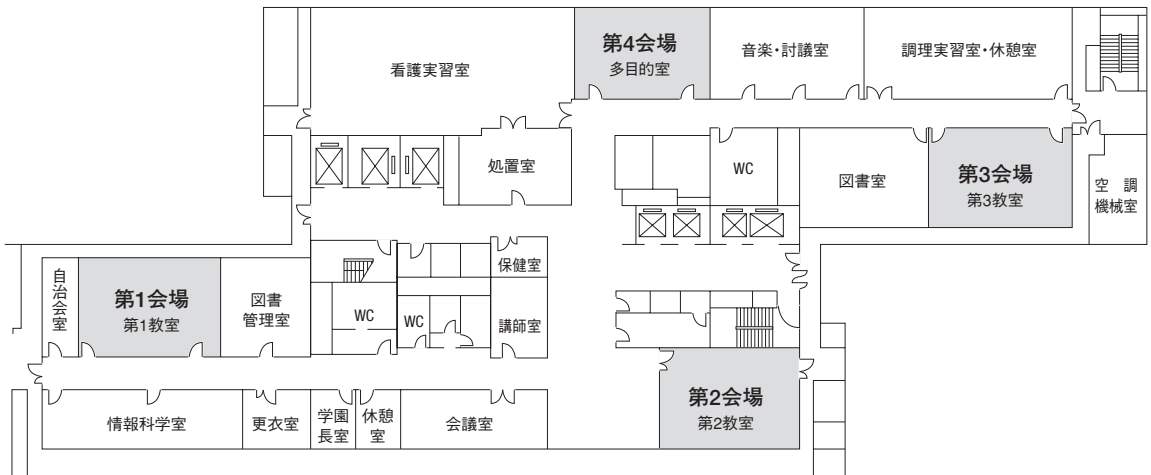 看護実習室
第4会場
多目的室
音楽・討議室
調理実習室・休憩室
処置室
WC
図書室
第3会場
第3教室
空調
機械室
保健室
自治会室
第1会場
第1教室
図書
管理室
WC
WC
講師室
第2会場
第2教室
情報科学室
更衣室
学園
長室
休憩
室
会議室